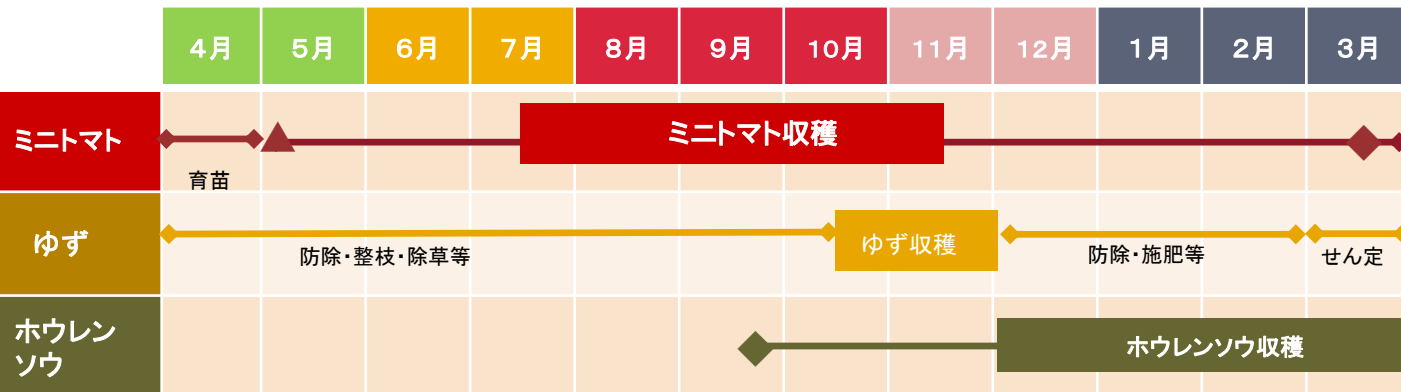 4月 5月 6月 7月 8月 9月 10月 11月 12月 1月 2月 3月
ミニトマト
ミニトマト収穫
育苗
ゆず
ゆず収穫
防除・整枝・除草等
防除・施肥等
せん定
ホウレン
ソウ
ホウレンソウ収穫